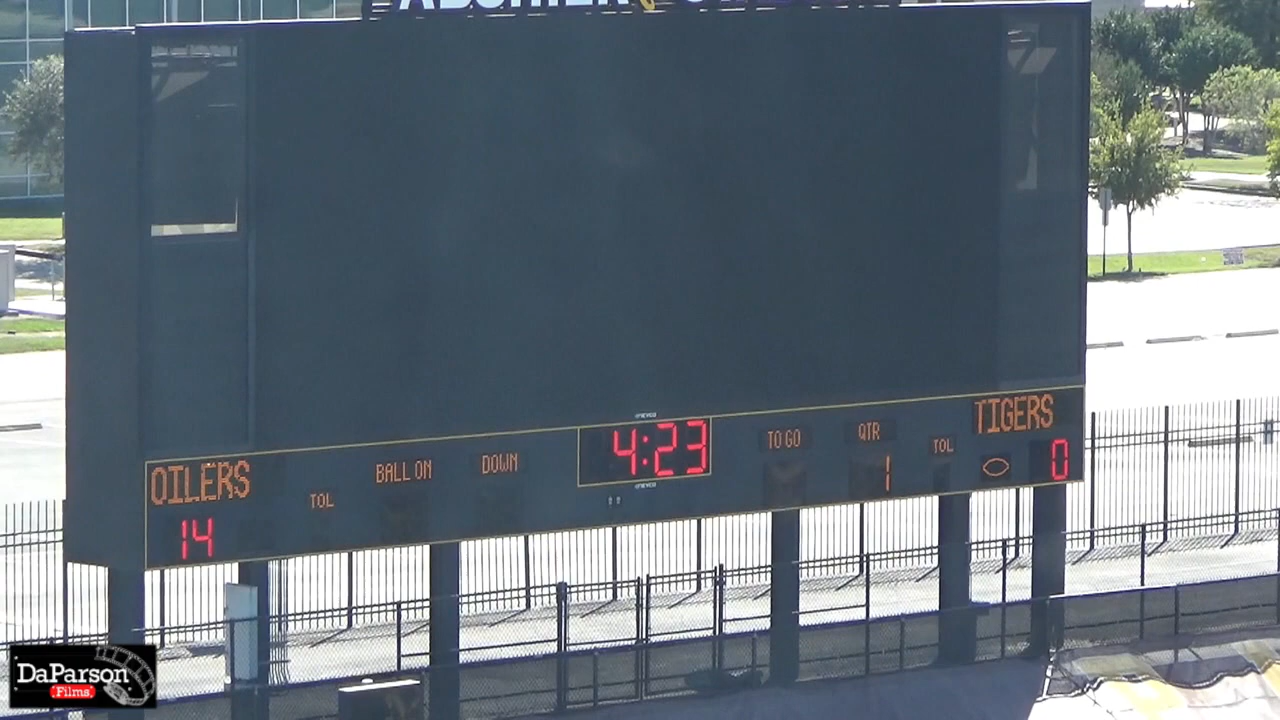 OILERS
14
TOL
BALL ON
DOWN
4:23
TO GO
QTR
1
TOL
TIGERS
0
DaParson
Films